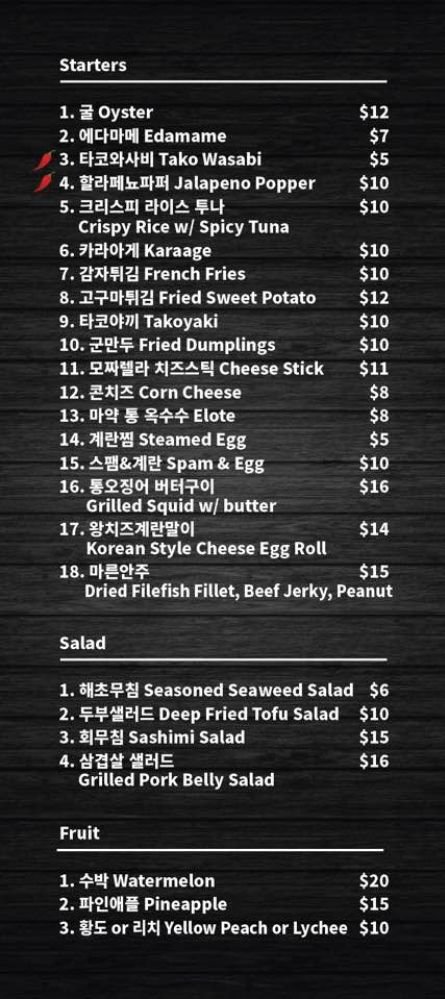 Starters
1. 굴 Oyster $12
2. 에다마메 Edamame $7
3. 타코와사비 Tako Wasabi $5
4. 할라페뇨파퍼 Jalapeno Popper $10
5. 크리스피 라이스 투나 $10
Crispy Rice w/ Spicy Tuna
6. 카라아게 Karaage $10
7. 감자튀김 French Fries $10
8. 고구마튀김 Fried Sweet Potato $12
9. 타코야끼 Takoyaki $10
10. 군만두 Fried Dumplings $10
11. 모짜렐라 치즈스틱 Cheese Stick $11
12. 콘치즈 Corn Cheese $8
13. 마약 통 옥수수 Elote $8
14. 계란찜 Steamed Egg $5
15. 스팸&계란 Spam & Egg $10
16. 통오징어 버터구이 $16
Grilled Squid w/ butter
17. 왕치즈계란말이 $14
Korean Style Cheese Egg Roll
18. 마른안주 $15
Dried Filefish Fillet, Beef Jerky, Peanut
Salad
1. 해초무침 Seasoned Seaweed Salad $6
2. 두부샐러드 Deep Fried Tofu Salad $10
3. 회무침 Sashimi Salad $15
4. 삼겹살 샐러드 $16
Grilled Pork Belly Salad
Fruit
1. 수박 Watermelon $20
2. 파인애플 Pineapple $15
3. 황도 or 리치 Yellow Peach or Lychee $10